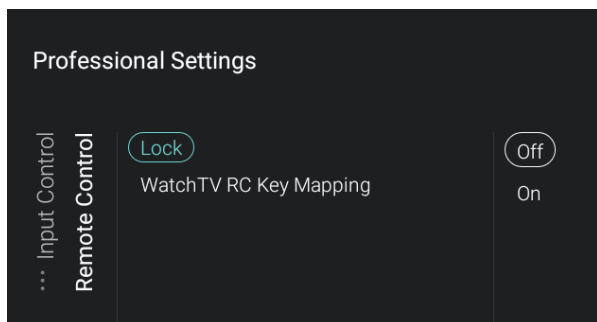 Professional Settings
··· Input Control
Remote Control
Lock
WatchTV RC Key Mapping
Off
On